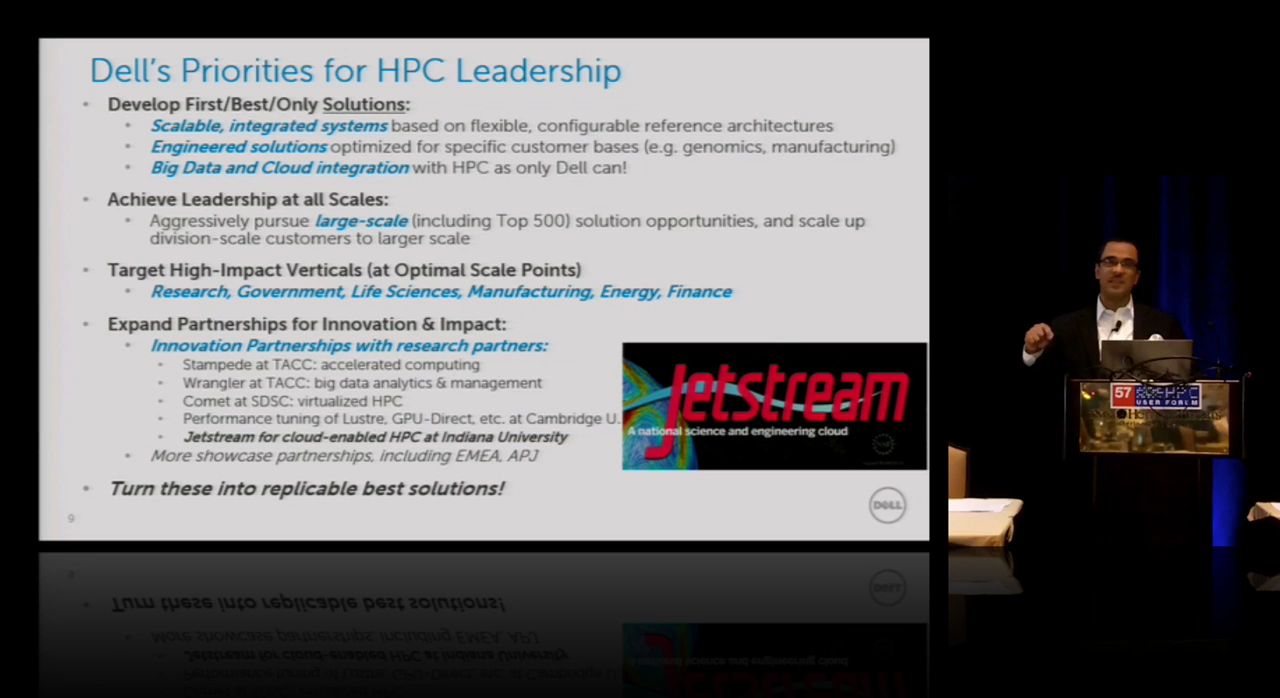 Dell's Priorities for HPC Leadership
• Develop First/Best/Only Solutions:
• Scalable, integrated systems based on flexible, configurable reference architectures
• Engineered solutions optimized for specific customer bases (e.g. genomics, manufacturing)
• Big Data and Cloud integration with HPC as only Dell can!
• Achieve Leadership at all Scales:
• Aggressively pursue large-scale (including Top 500) solution opportunities, and scale up
division-scale customers to larger scale
• Target High-Impact Verticals (at Optimal Scale Points)
• Research, Government, Life Sciences, Manufacturing, Energy, Finance
• Expand Partnerships for Innovation & Impact:
• Innovation Partnerships with research partners:
• Stampede at TACC: accelerated computing
• Wrangler at TACC: big data analytics & management
• Comet at SDSC: virtualized HPC
• Performance tuning of Lustre, GPU-Direct, etc. at Cambridge U.
• Jetstream for cloud-enabled HPC at Indiana University
• More showcase partnerships, including EMEA, APJ
• Turn these into replicable best solutions!
9
Jetstream
A national science and engineering cloud
DELL
57
HPC
USER FORUM